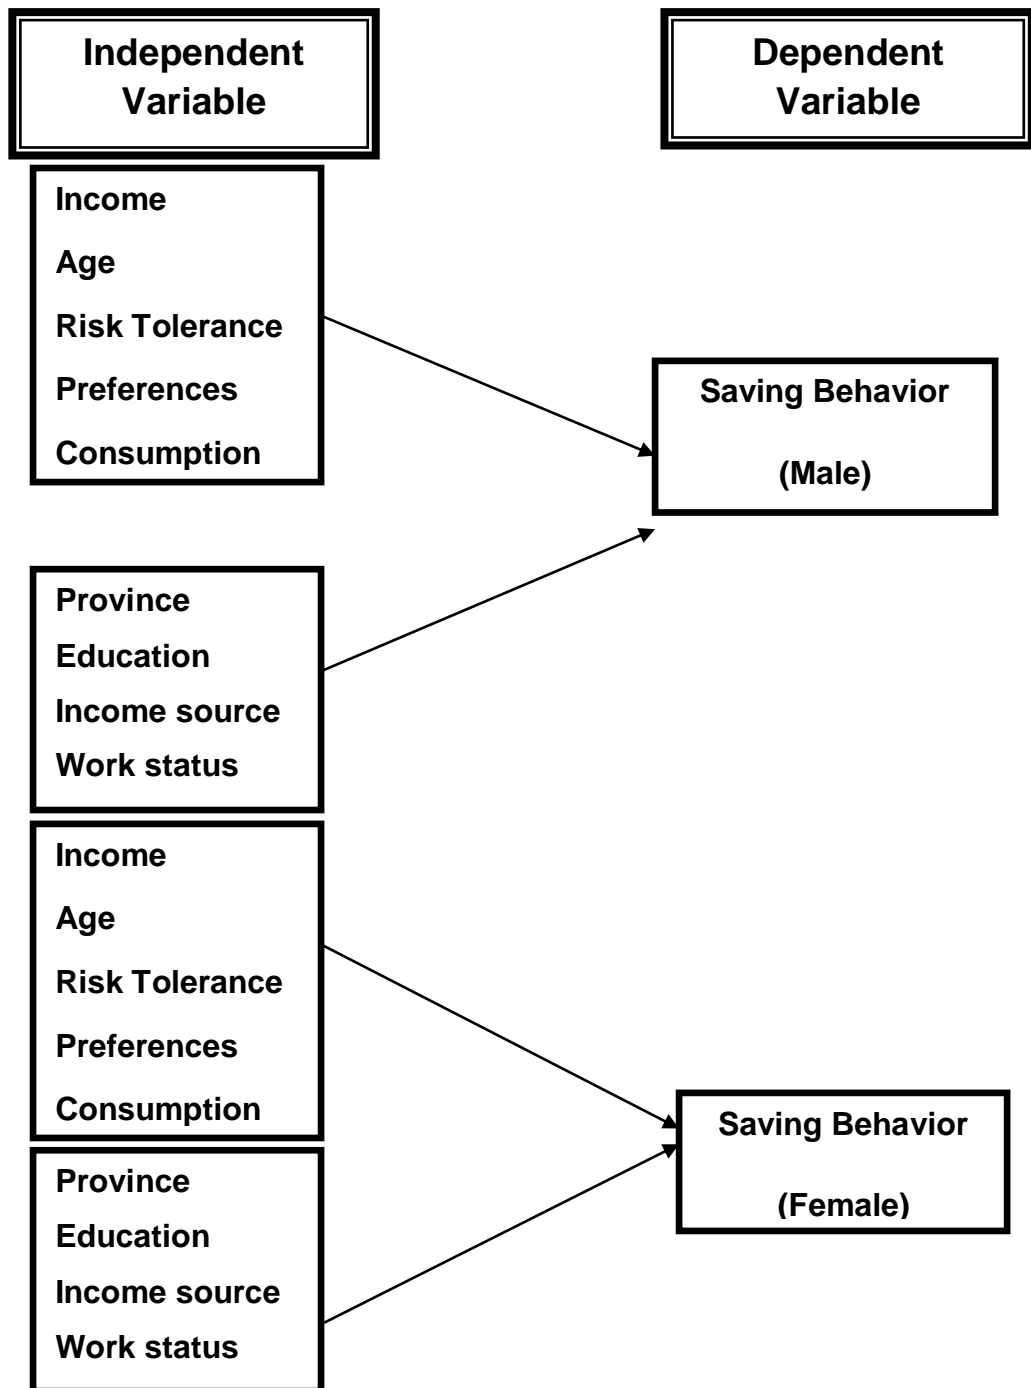 Independent
Variable
Dependent
Variable
Income
Age
Risk Tolerance
Preferences
Consumption
Saving Behavior
(Male)
Province
Education
Income source
Work status
Income
Age
Risk Tolerance
Preferences
Consumption
Saving Behavior
(Female)
Province
Education
Income source
Work status